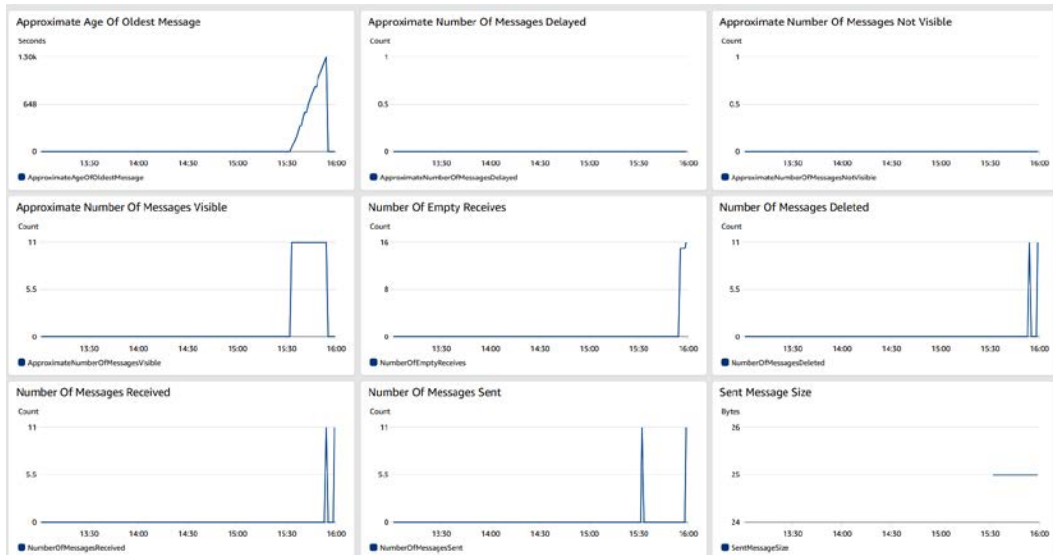 Approximate Age Of Oldest Message
Seconds
1.30k
648
0
13:30 14:00 14:30 15:00 15:30 16:00
ApproximateAgeOfOldestMessage
Approximate Number Of Messages Delayed
Count
1
0.5
0
13:30 14:00 14:30 15:00 15:30 16:00
ApproximateNumberOfMessagesDelayed
Approximate Number Of Messages Not Visible
Count
1
0.5
0
13:30 14:00 14:30 15:00 15:30 16:00
ApproximateNumberOfMessagesNotVisible
Approximate Number Of Messages Visible
Count
11
5.5
0
13:30 14:00 14:30 15:00 15:30 16:00
ApproximateNumberOfMessagesVisible
Number Of Empty Receives
Count
16
8
0
13:30 14:00 14:30 15:00 15:30 16:00
NumberOfEmptyReceives
Number Of Messages Deleted
Count
11
5.5
0
13:30 14:00 14:30 15:00 15:30 16:00
NumberOfMessagesDeleted
Number Of Messages Received
Count
11
5.5
0
13:30 14:00 14:30 15:00 15:30 16:00
NumberOfMessagesReceived
Number Of Messages Sent
Count
11
5.5
0
13:30 14:00 14:30 15:00 15:30 16:00
NumberOfMessagesSent
Sent Message Size
Bytes
26
25
24
13:30 14:00 14:30 15:00 15:30 16:00
SentMessageSize